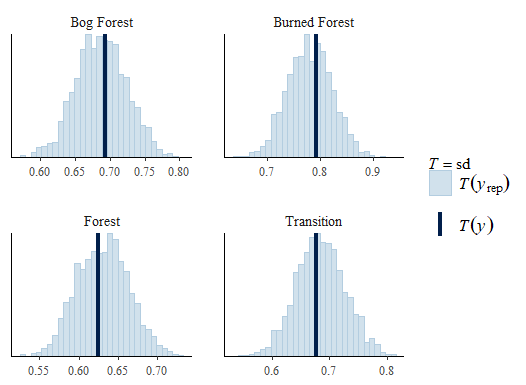 Bog Forest
0.60 0.65 0.70 0.75 0.80
Burned Forest
0.7 0.8 0.9
Forest
0.55 0.60 0.65 0.70
Transition
0.6 0.7 0.8
T = sd
T(yrep)
T(y)